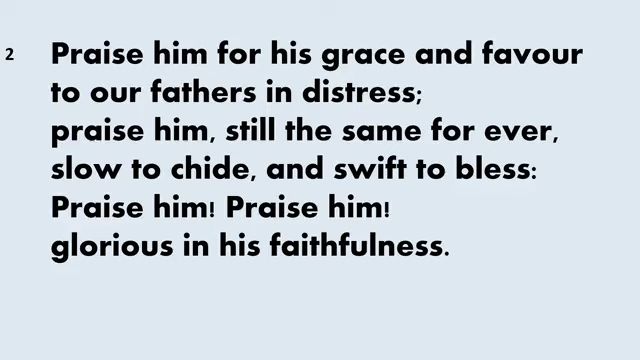 2 Praise him for his grace and favour
to our fathers in distress;
praise him, still the same for ever,
slow to chide, and swift to bless:
Praise him! Praise him!
glorious in his faithfulness.